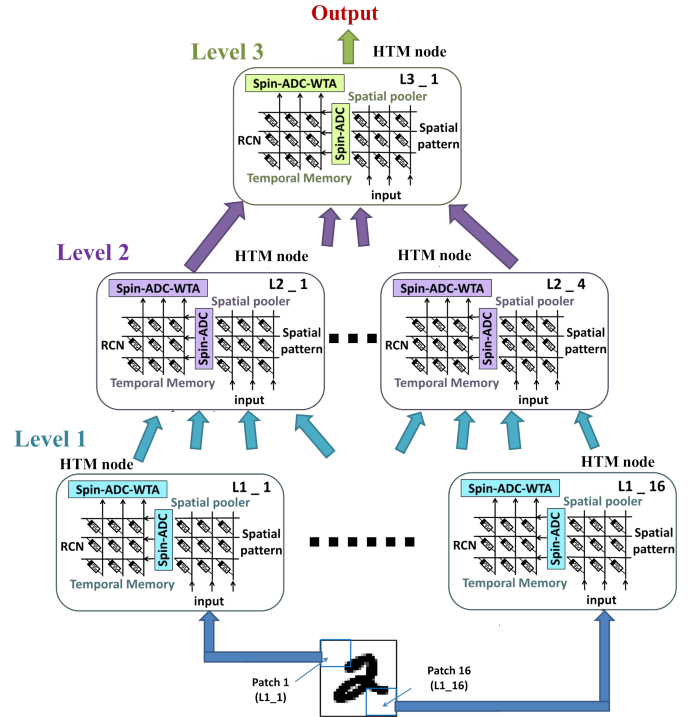 Output
Level 3
HTM node
L3 _ 1
Spin-ADC-WTA
Spatial pooler
RCN
Spin-ADC
Spatial
pattern
Temporal Memory
input
Level 2
HTM node
L2 _ 1
Spin-ADC-WTA
Spatial pooler
RCN
Spin-ADC
Spatial
pattern
Temporal Memory
input
HTM node
L2 _ 4
Spin-ADC-WTA
Spatial pooler
RCN
Spin-ADC
Spatial
pattern
Temporal Memory
input
Level 1
HTM node
L1 _ 1
Spin-ADC-WTA
Spatial pooler
RCN
Spin-ADC
Spatial
pattern
Temporal Memory
input
HTM node
L1 _ 16
Spin-ADC-WTA
Spatial pooler
RCN
Spin-ADC
Spatial
pattern
Temporal Memory
input
Patch 1
(L1_1)
2
Patch 16
(L1_16)